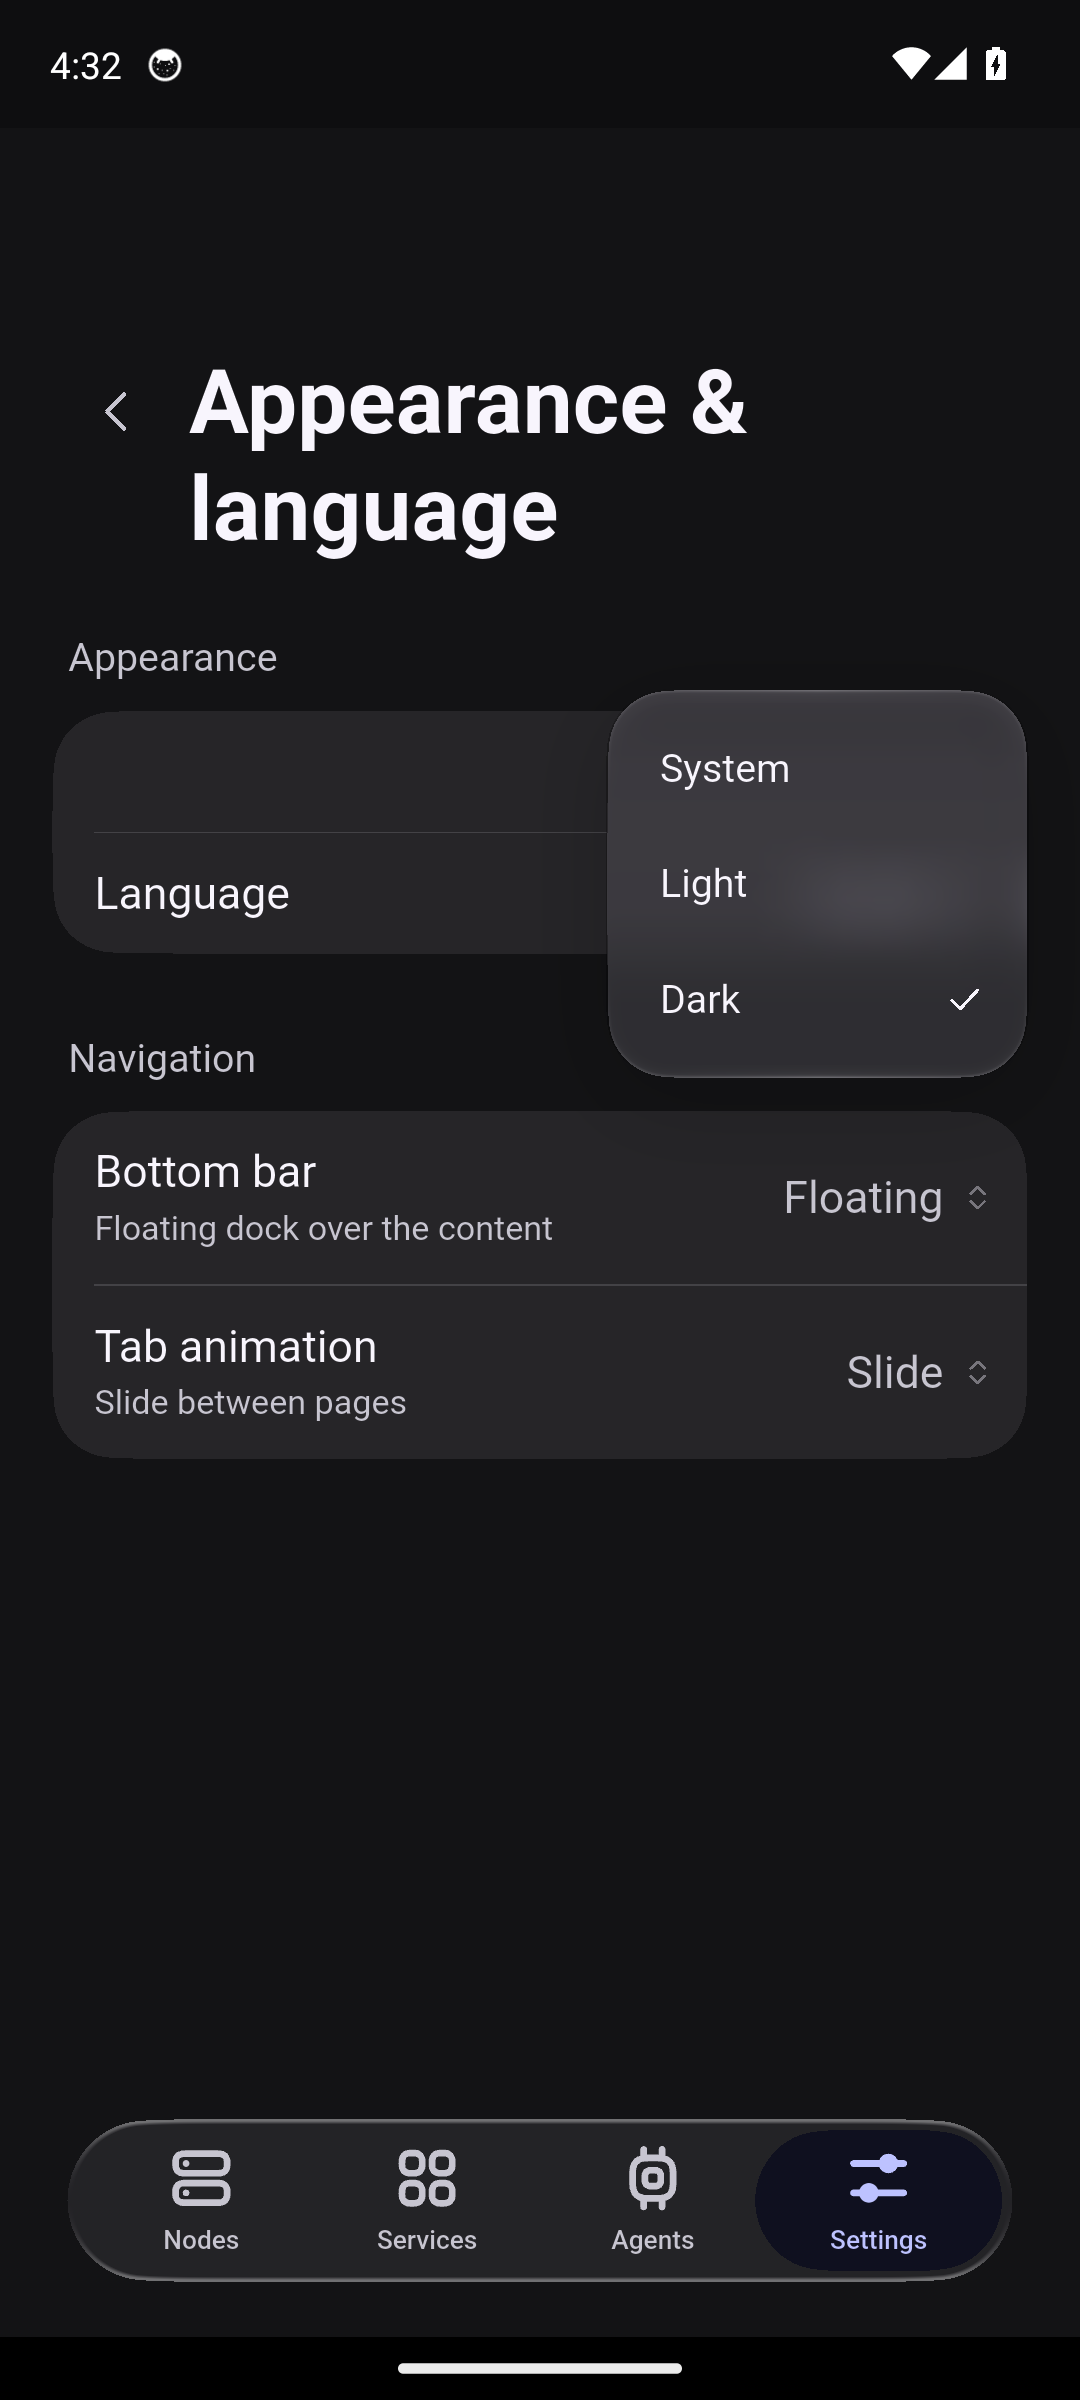 4:32
Appearance &
language
Appearance
System
Light
Language
Dark
Navigation
Bottom bar
Floating dock over the content
Floating
Tab animation
Slide between pages
Slide
Nodes
Services
Agents
Settings